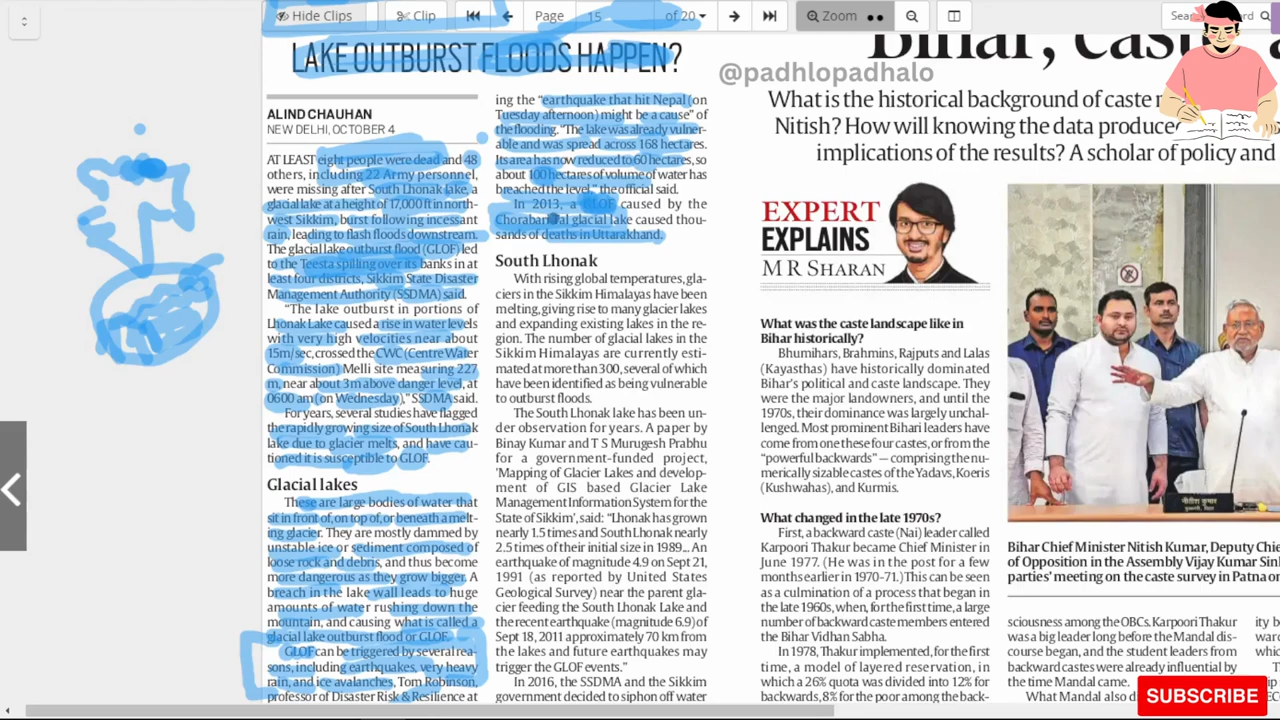 Hide Clips
Clip
Page
15
of 20
Zoom
LAKE OUTBURST FLOODS HAPPEN?
ALIND CHAUHAN
NEW DELHI, OCTOBER 4
AT LEAST eight people were dead and 48
others, including 22 Army personnel,
were missing after South Lhonak lake, a
glacial lake at a height of 17,000 ft in north-
west Sikkim, burst following incessant
rain, leading to flash floods downstream.
The glacial lake outburst flood (GLOF) led
to the Teesta spilling over its banks in at
least four districts, Sikkim State Disaster
Management Authority (SSDMA) said.
"The lake outburst in portions of
Lhonak Lake caused a rise in water levels
with very high velocities near about
15m/sec, crossed the CWC (Centre Water
Commission) Melli site measuring 227
m, near about 3m above danger level, at
0600 am (on Wednesday)," SSDMA said.
For years, several studies have flagged
the rapidly growing size of South Lhonak
lake due to glacier melts, and have cau-
tioned it is susceptible to GLOF.
Glacial lakes
These are large bodies of water that
sit in front of, on top of, or beneath a melt-
ing glacier. They are mostly dammed by
unstable ice or sediment composed of
loose rock and debris, and thus become
more dangerous as they grow bigger. A
breach in the lake wall leads to huge
amounts of water rushing down the
mountain, and causing what is called a
glacial lake outburst flood or GLOF.
GLOF can be triggered by several rea-
sons, including earthquakes, very heavy
rain, and ice avalanches, Tom Robinson,
professor of Disaster Risk & Resilience at
ing the "earthquake that hit Nepal (on
Tuesday afternoon) might be a cause" of
the flooding. "The lake was already vulner-
able and was spread across 168 hectares.
Its area has now reduced to 60 hectares, so
about 100 hectares of volume of water has
breached the level," the official said.
In 2013, a GLOF caused by the
Chorabari Tal glacial lake caused thou-
sands of deaths in Uttarakhand.
South Lhonak
With rising global temperatures, gla-
ciers in the Sikkim Himalayas have been
melting, giving rise to many glacier lakes
and expanding existing lakes in the re-
gion. The number of glacial lakes in the
Sikkim Himalayas are currently esti-
mated at more than 300, several of which
have been identified as being vulnerable
to outburst floods.
The South Lhonak lake has been un-
der observation for years. A paper by
Binay Kumar and T S Murugesh Prabhu
for a government-funded project,
'Mapping of Glacier Lakes and develop-
ment of GIS based Glacier Lake
Management Information System for the
State of Sikkim', said: "Lhonak has grown
nearly 1.5 times and South Lhonak nearly
2.5 times of their initial size in 1989... An
earthquake of magnitude 4.9 on Sept 21,
1991 (as reported by United States
Geological Survey) near the parent gla-
cier feeding the South Lhonak Lake and
the recent earthquake (magnitude 6.9) of
Sept 18, 2011 approximately 70 km from
the lakes and future earthquakes may
trigger the GLOF events."
In 2016, the SSDMA and the Sikkim
government decided to siphon off water
@padhlopadhalo
Bihar, cast
What is the historical background of caste
Nitish? How will knowing the data produce
implications of the results? A scholar of policy and
EXPERT
EXPLAINS
M R SHARAN
What was the caste landscape like in
Bihar historically?
Bhumihars, Brahmins, Rajputs and Lalas
(Kayasthas) have historically dominated
Bihar's political and caste landscape. They
were the major landowners, and until the
1970s, their dominance was largely unchal-
lenged. Most prominent Bihari leaders have
come from one these four castes, or from the
"powerful backwards" — comprising the nu-
merically sizable castes of the Yadavs, Koeris
(Kushwahas), and Kurmis.
What changed in the late 1970s?
First, a backward caste (Nai) leader called
Karpoori Thakur became Chief Minister in
June 1977. (He was in the post for a few
months earlier in 1970-71.) This can be seen
as a culmination of a process that began in
the late 1960s, when, for the first time, a large
number of backward caste members entered
the Bihar Vidhan Sabha.
In 1978, Thakur implemented, for the first
time, a model of layered reservation, in
which a 26% quota was divided into 12% for
backwards, 8% for the poor among the back-
नीतीश कुमार
Bihar Chief Minister Nitish Kumar, Deputy Chie
of Opposition in the Assembly Vijay Kumar Sin
parties' meeting on the caste survey in Patna on
sciousness among the OBCs. Karpoori Thakur
was a big leader long before the Mandal dis-
course began, and the student leaders from
backward castes were already influential by
the time Mandal came.
What Mandal also d
SUBSCRIBE